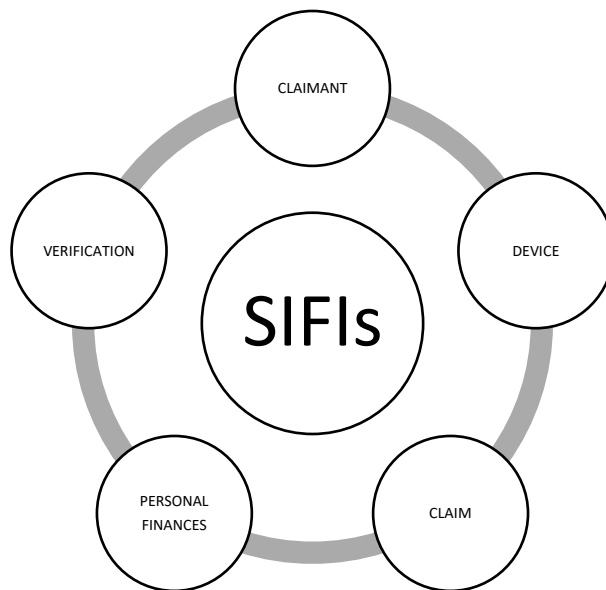 CLAIMANT
VERIFICATION
DEVICE
SIFIs
PERSONAL
FINANCES
CLAIM